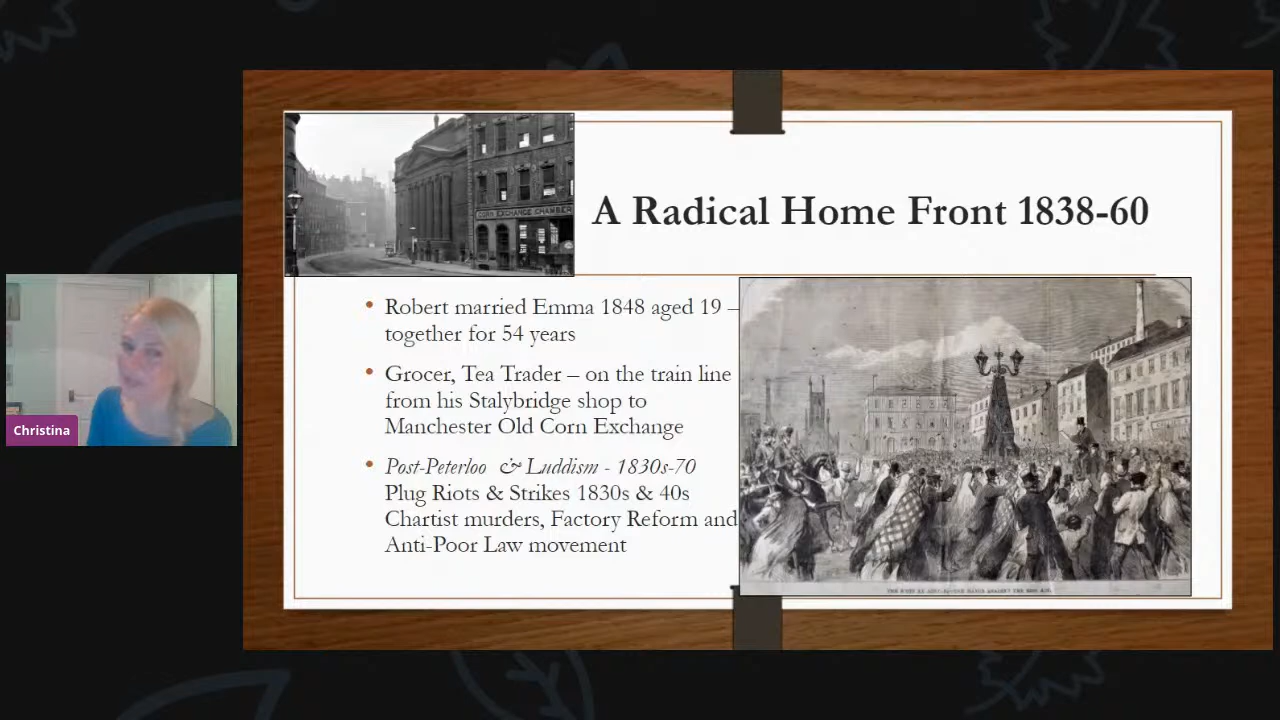 CORN EXCHANGE CHAMBER
A Radical Home Front 1838-60
Robert married Emma 1848 aged 19 –
together for 54 years
Grocer, Tea Trader – on the train line
from his Stalybridge shop to
Manchester Old Corn Exchange
Post-Peterloo & Luddism - 1830s-70
Plug Riots & Strikes 1830s & 40s
Chartist murders, Factory Reform and
Anti-Poor Law movement
Christina